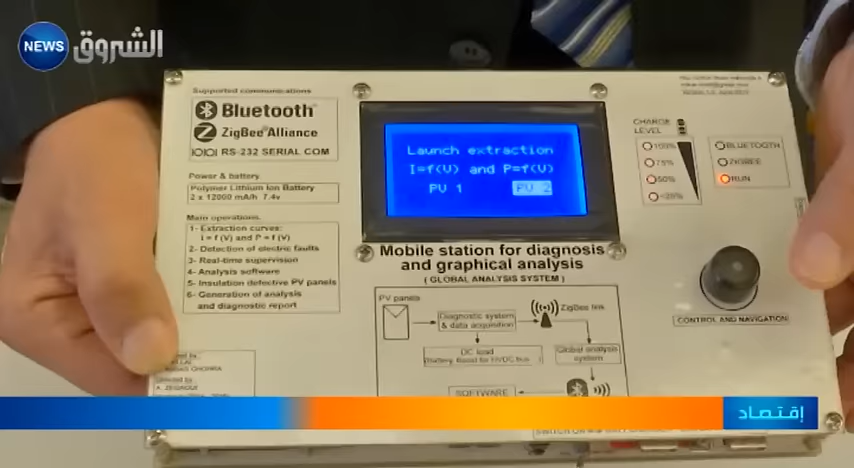 NEWS الشروق
Supported communications
Bluetooth
ZigBee Alliance
RS-232 SERIAL COM
Power & battery
Polymer Lithium Ion Battery
2 x 12000 mA/h 7.4v
Main operations
1- Extraction curves:
I = f (V) and P = f (V)
2- Detection of electric faults
3- Real-time supervision
4- Analysis software
5- Insulation defective PV panels
6- Generation of analysis
and diagnostic report
Launch extraction
I=f(V) and P=f(V)
PV 1 PV 2
CHARGE
LEVEL
100%
75%
50%
<25%
BLUETOOTH
ZIGBEE
RUN
Mobile station for diagnosis
and graphical analysis
( GLOBAL ANALYSIS SYSTEM )
CONTROL AND NAVIGATION
PV panels
Diagnostic system
& data acquisition
ZigBee link
DC load
Global analysis
system
SOFTWARE
A. ZEGAOUI
إقتصاد